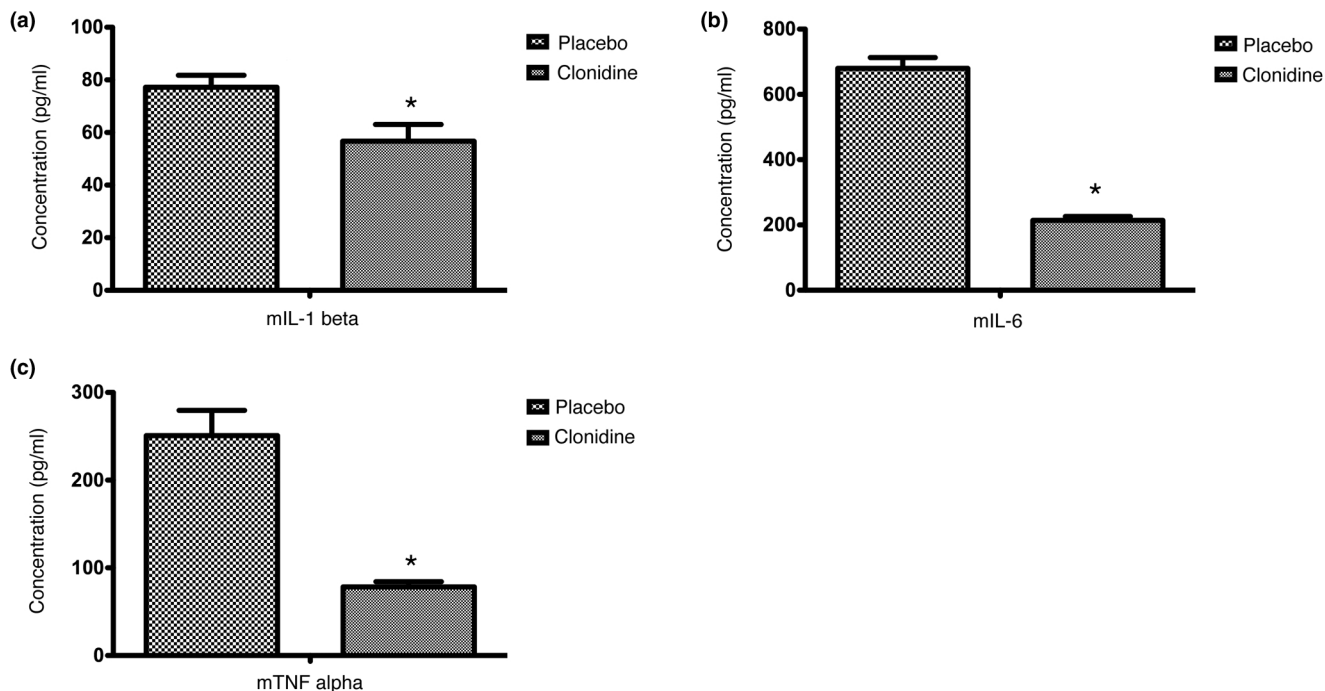 (a)
100
80
60
40
20
0
Concentration (pg/ml)
*
Placebo
Clonidine
mIL-1 beta
(b)
800
600
400
200
0
Concentration (pg/ml)
*
Placebo
Clonidine
mIL-6
(c)
300
200
100
0
Concentration (pg/ml)
*
Placebo
Clonidine
mTNF alpha